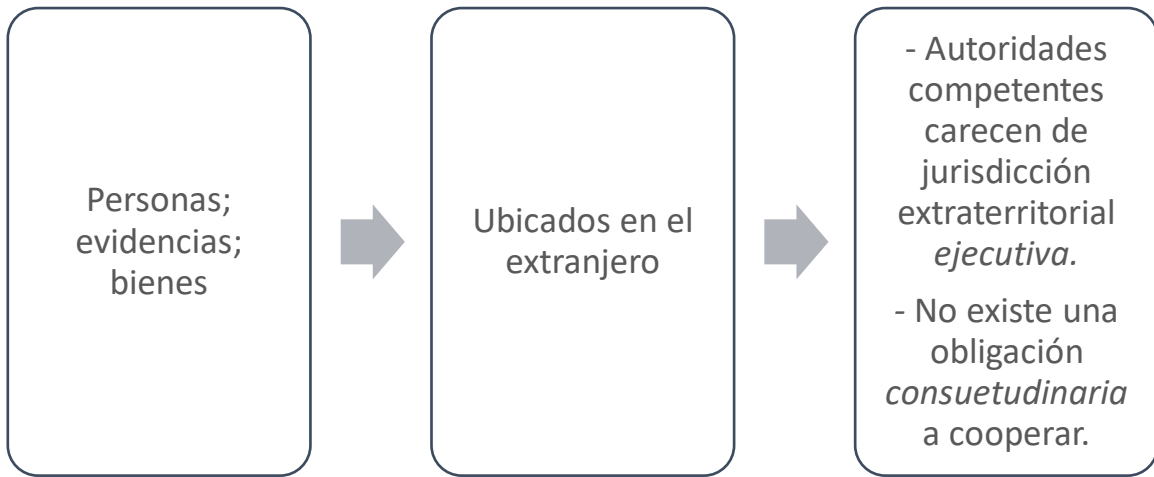 Personas;
evidencias;
bienes
Ubicados en el
extranjero
- Autoridades
competentes
carecen de
jurisdicción
extraterritorial
ejecutiva.
- No existe una
obligación
consuetudinaria
a cooperar.